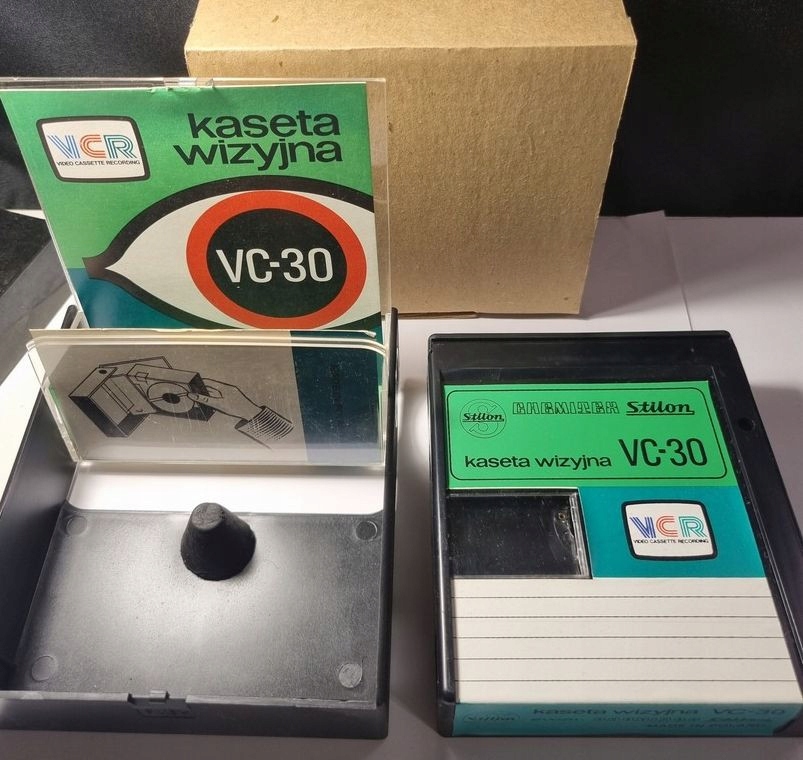 VCR
VIDEO CASSETTE RECORDING
kaseta
wizyjna
VC-30
Stilon CHEMITEX Stilon
kaseta wizyjna VC-30
VCR
VIDEO CASSETTE RECORDING
Stilon kaseta wizyjna VC-30
MADE IN POLAND